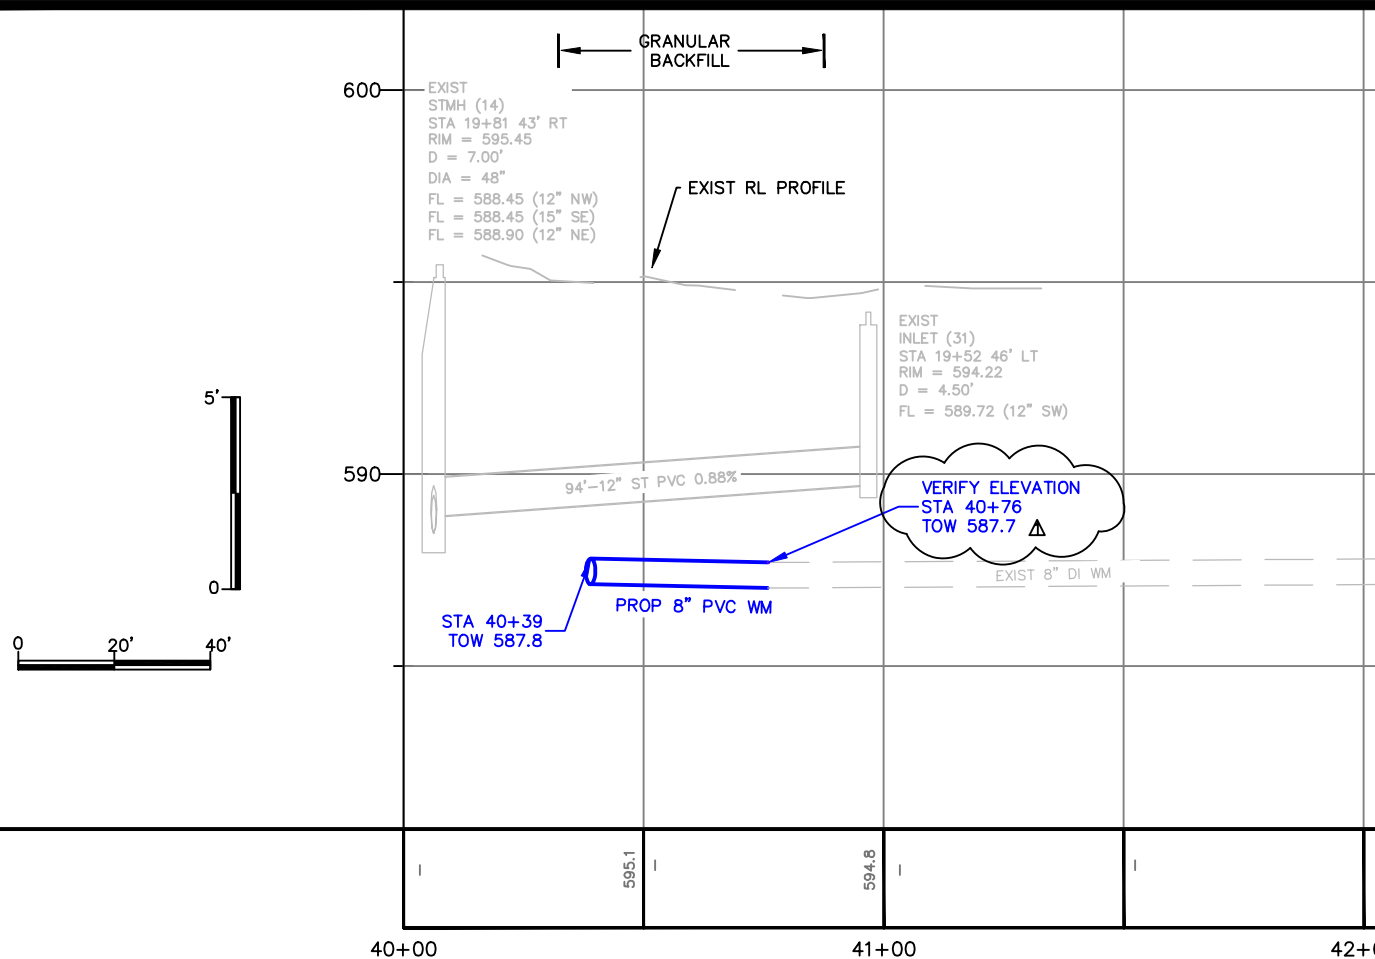 GRANULAR
BACKFILL
600
EXIST
STMH (14)
STA 19+81 43' RT
RIM = 595.45
D = 7.00'
DIA = 48"
FL = 588.45 (12" NW)
FL = 588.45 (15" SE)
FL = 588.90 (12" NE)
EXIST RL PROFILE
EXIST
INLET (31)
STA 19+52 46' LT
RIM = 594.22
D = 4.50'
FL = 589.72 (12" SW)
5'
0
590
94'-12" ST PVC 0.88%
VERIFY ELEVATION
STA 40+76
TOW 587.7 1
EXIST 8" DI WM
PROP 8" PVC WM
STA 40+39
TOW 587.8
0 20' 40'
595.1
594.8
40+00 41+00